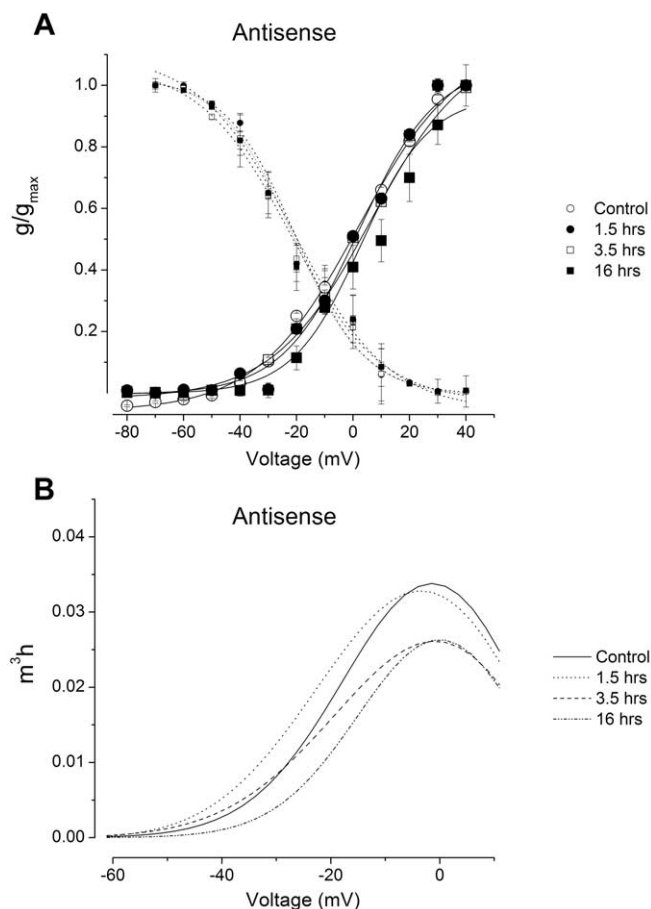 A
Antisense
1.0
0.8
0.6
0.4
0.2
g/gmax
-80 -60 -40 -20 0 20 40
Voltage (mV)
Control
1.5 hrs
3.5 hrs
16 hrs
B
Antisense
0.04
0.03
0.02
0.01
0.00
m³h
-60 -40 -20 0
Voltage (mV)
Control
1.5 hrs
3.5 hrs
16 hrs